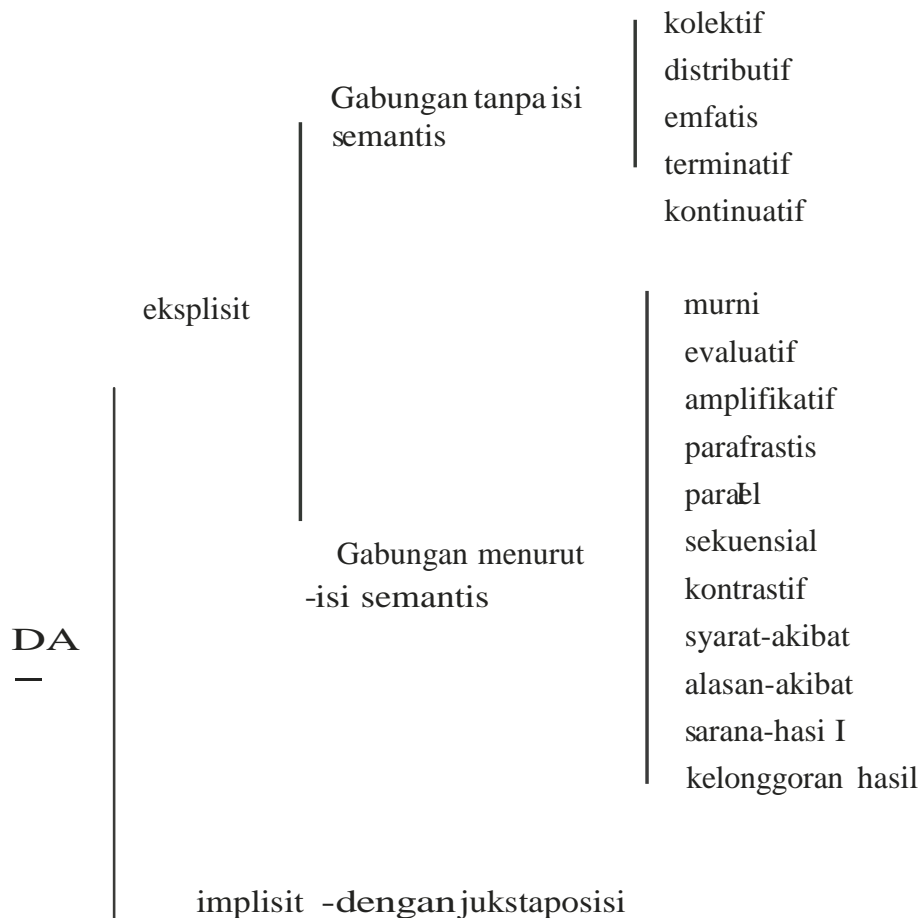 kolektif
distributif
Gabungan tanpa isi
semantis
emfatis
terminatif
kontinuatif
eksplisit
murni
evaluatif
amplifikatif
parafrastis
paralel
sekuensial
Gabungan menurut
-isi semantis
kontrastif
DA
syarat-akibat
alasan-akibat
sarana-hasi I
kelonggoran hasil
implisit -dengan jukstaposisi